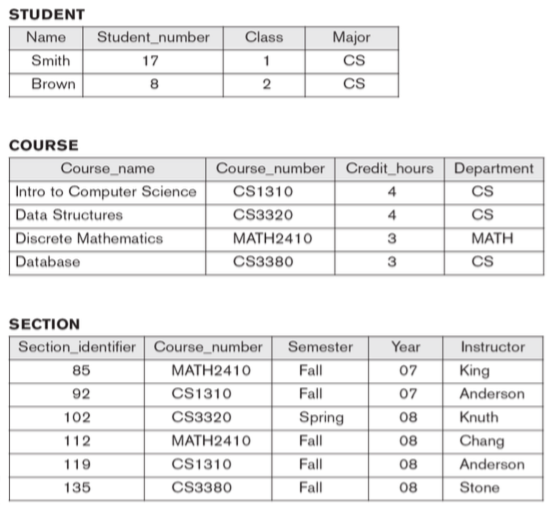 STUDENT
Name Student_number Class Major
Smith 17 1 CS
Brown 8 2 CS
COURSE
Course_name Course_number Credit_hours Department
Intro to Computer Science CS1310 4 CS
Data Structures CS3320 4 CS
Discrete Mathematics MATH2410 3 MATH
Database CS3380 3 CS
SECTION
Section_identifier Course_number Semester Year Instructor
85 MATH2410 Fall 07 King
92 CS1310 Fall 07 Anderson
102 CS3320 Spring 08 Knuth
112 MATH2410 Fall 08 Chang
119 CS1310 Fall 08 Anderson
135 CS3380 Fall 08 Stone